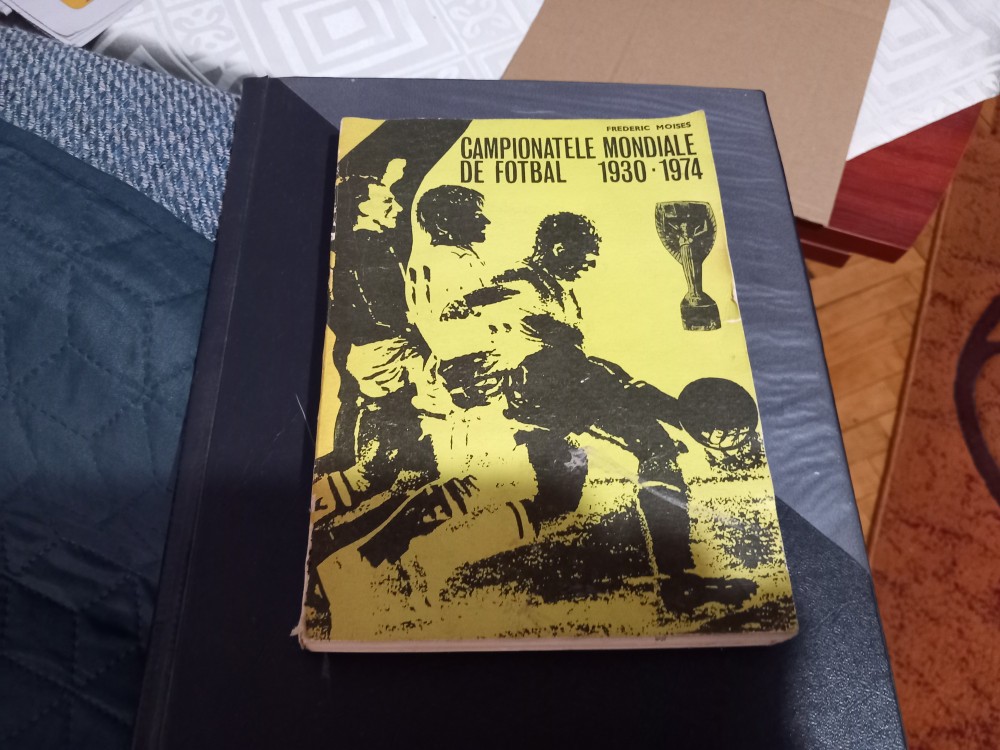 FREDERIC MOISES
CAMPIONATELE MONDIALE
DE FOTBAL 1930·1974